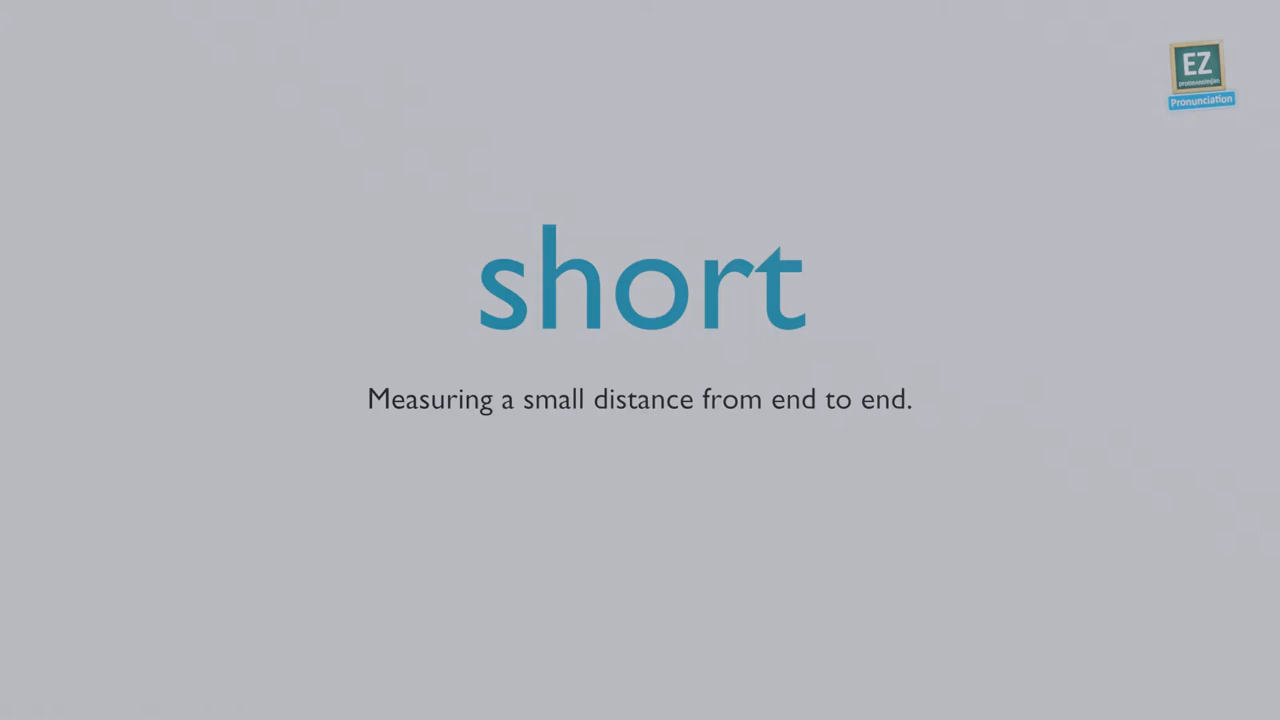 EZ
Pronunciation
short
Measuring a small distance from end to end.